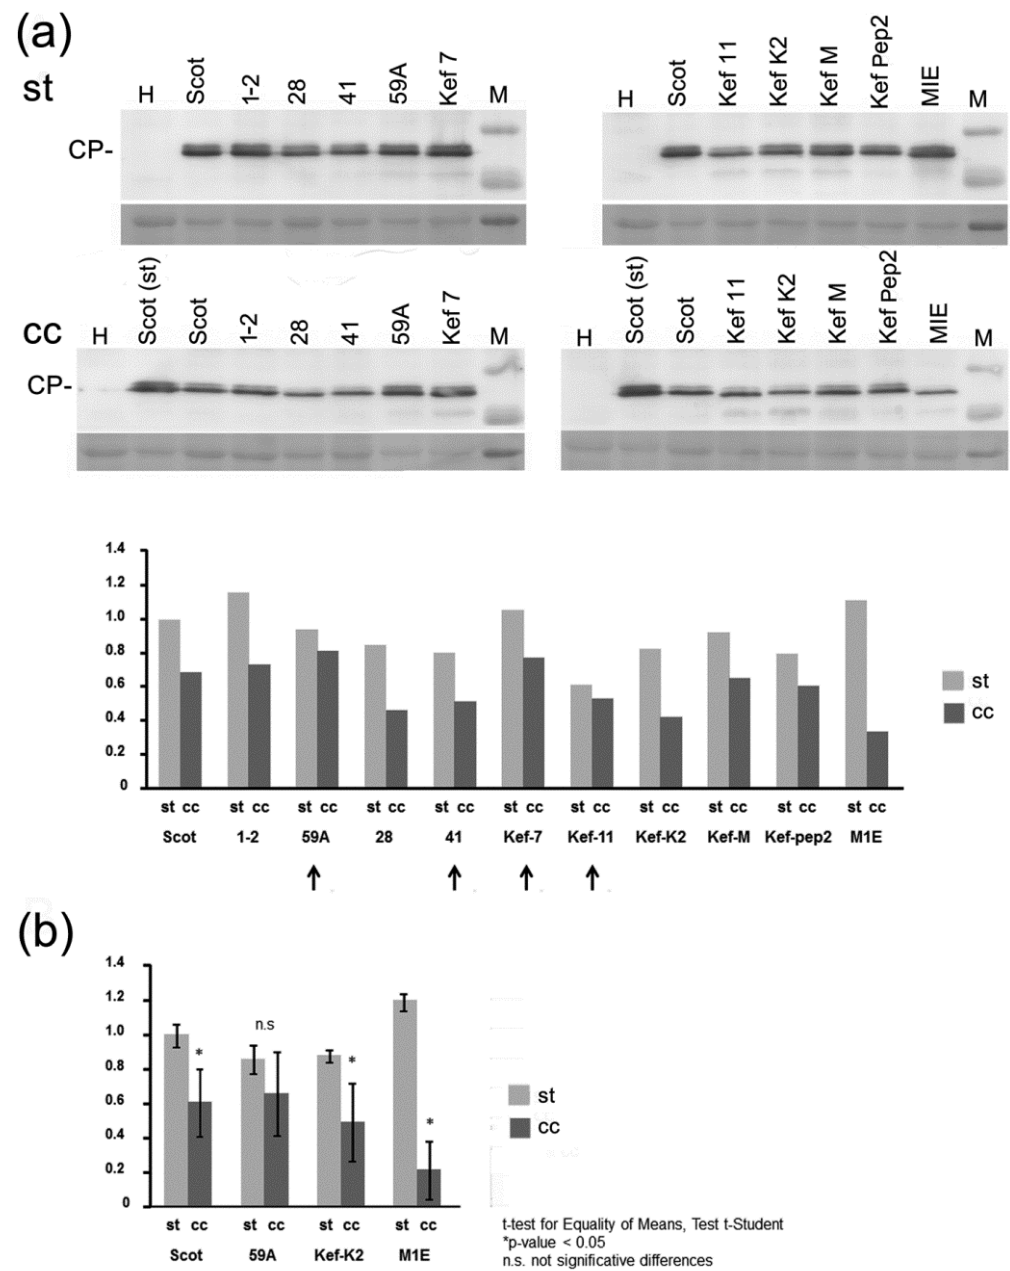 (a)
st
H Scot 1-2 28 41 59A Kef 7 M
H Scot Kef 11 Kef K2 Kef M Kef Pep2 MIE M
CP-
cc
H Scot (st) Scot 1-2 28 41 59A Kef 7 M
H Scot (st) Scot Kef 11 Kef K2 Kef M Kef Pep2 MIE M
CP-
1.4
1.2
1.0
0.8
0.6
0.4
0.2
0
st
cc
st cc st cc st cc st cc st cc st cc st cc st cc st cc st cc st cc
Scot 1-2 59A 28 41 Kef-7 Kef-11 Kef-K2 Kef-M Kef-pep2 M1E
(b)
1.4
1.2
1.0
0.8
0.6
0.4
0.2
0
*
n.s
*
*
st
cc
st cc st cc st cc st cc
Scot 59A Kef-K2 M1E
t-test for Equality of Means, Test t-Student
*p-value < 0.05
n.s. not significative differences